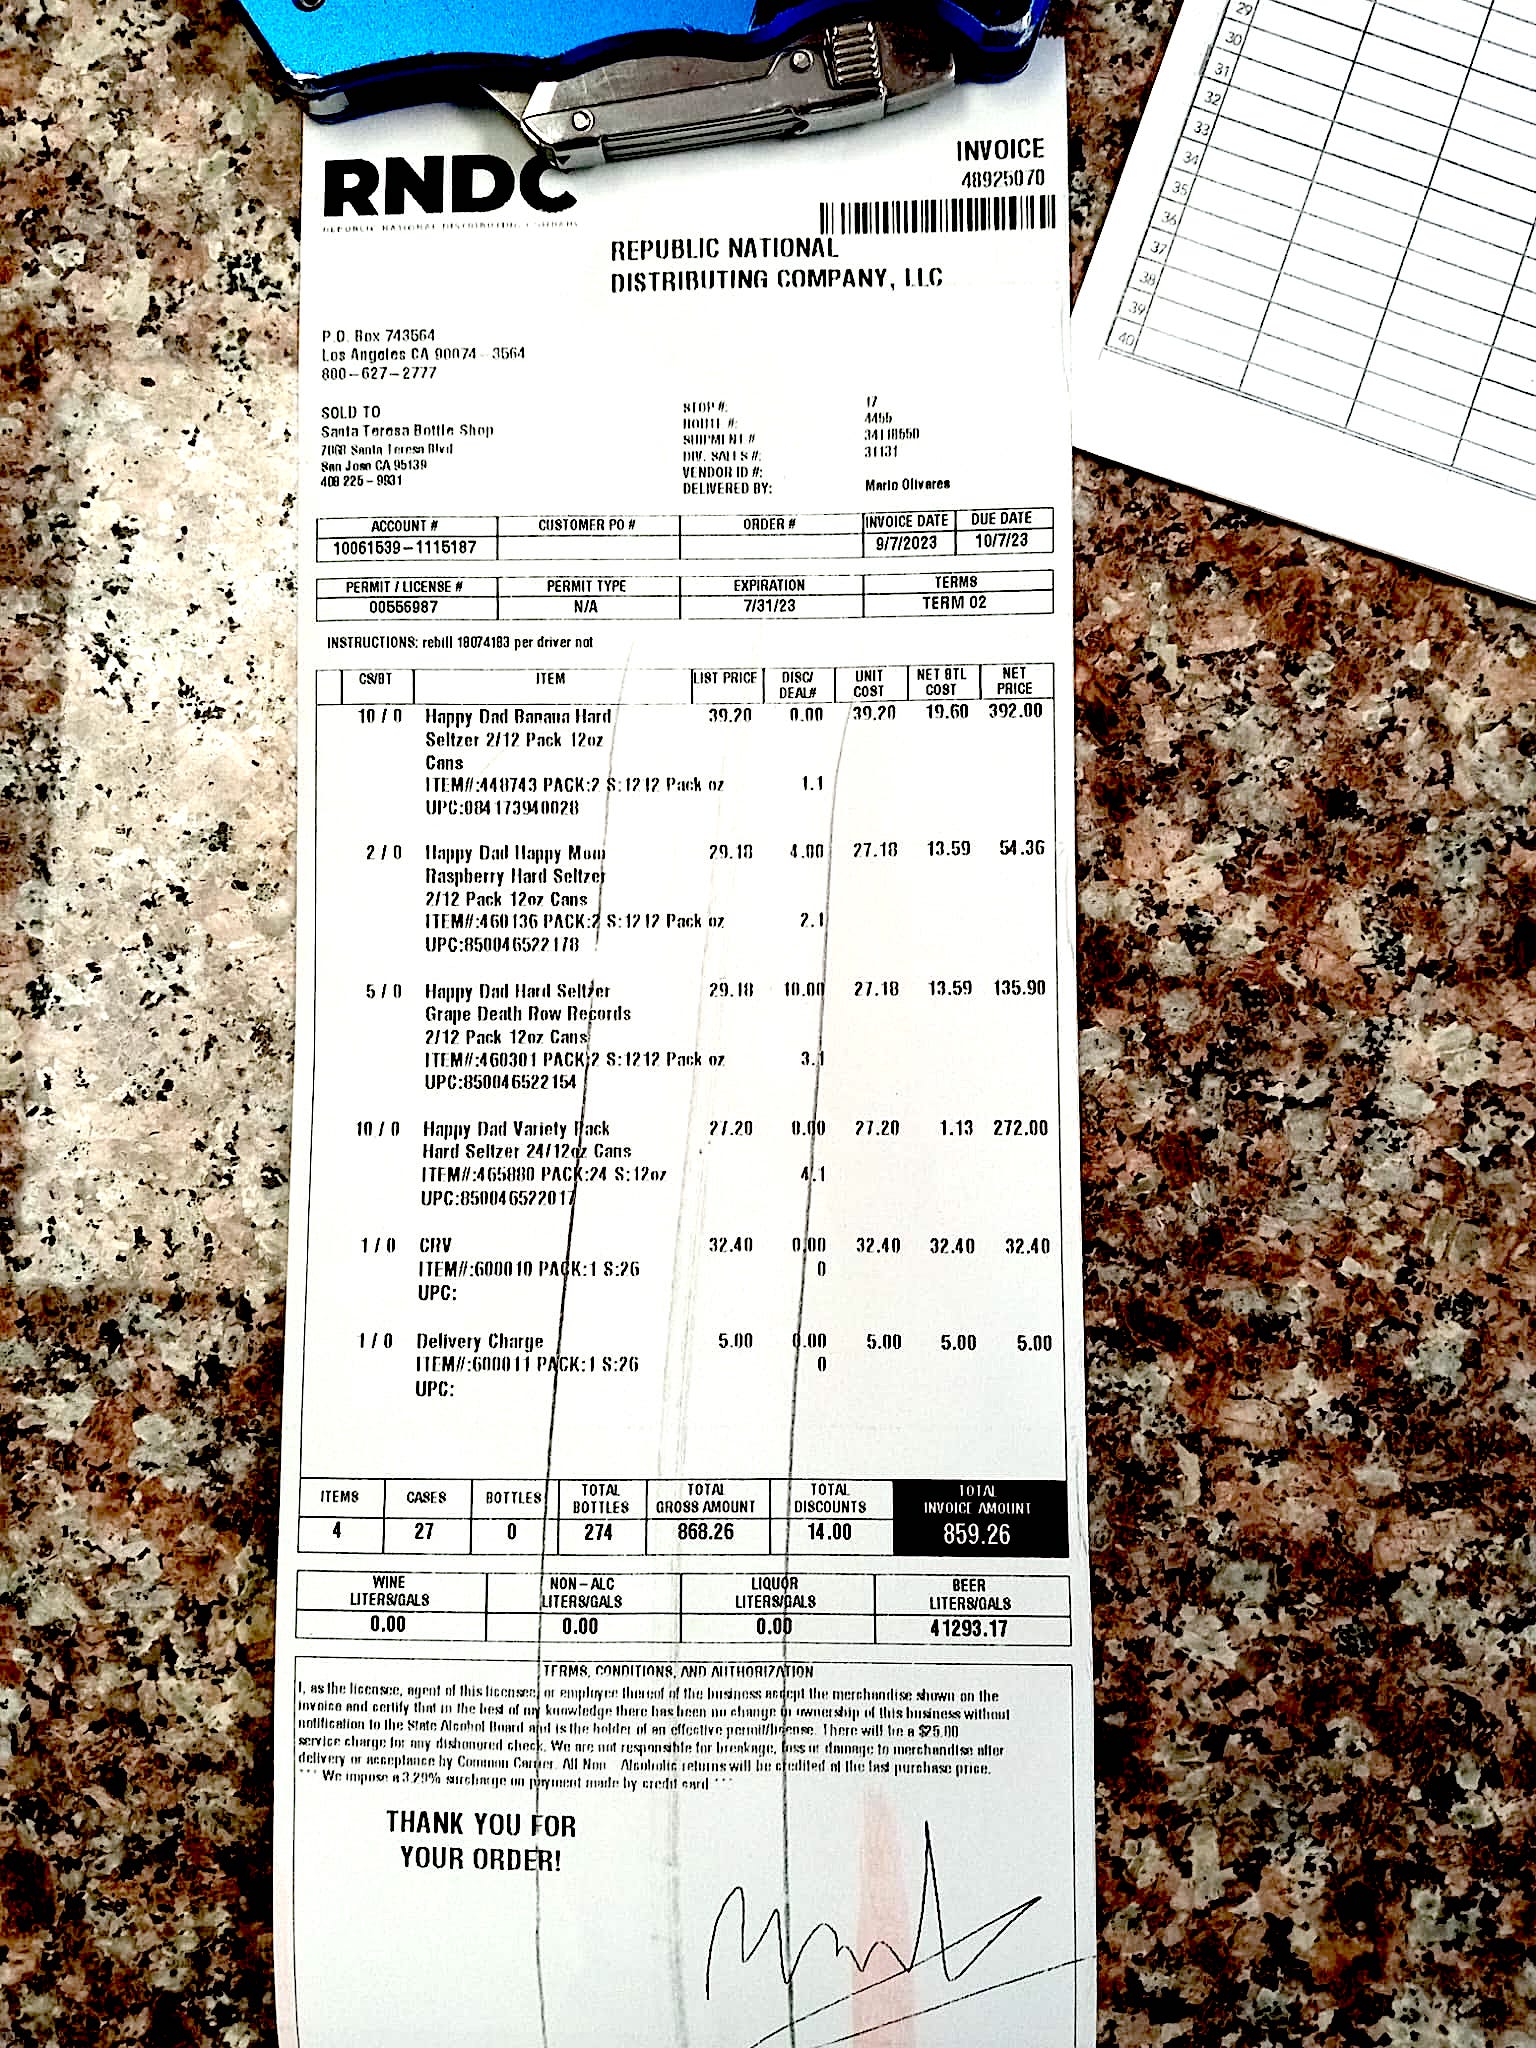 RNDC
REPUBLIC NATIONAL DISTRIBUTING COMPANY
INVOICE
48925070
REPUBLIC NATIONAL
DISTRIBUTING COMPANY, LLC
P.O. Box 743564
Los Angeles CA 90074-3564
800-627-2777
SOLD TO
Santa Teresa Bottle Shop
7068 Santa Teresa Blvd
San Jose CA 95139
408 225-9931
STOP #: 17
ROUTE #: 4455
SHIPMENT # 34118650
DIV. SALES #: 31131
VENDOR ID #:
DELIVERED BY: Mario Olivares
ACCOUNT # CUSTOMER PO # ORDER # INVOICE DATE DUE DATE
10061539-1115187 9/7/2023 10/7/23
PERMIT / LICENSE # PERMIT TYPE EXPIRATION TERMS
00556987 N/A 7/31/23 TERM 02
INSTRUCTIONS: rebill 18074183 per driver not
CS/BT ITEM LIST PRICE DISC/ DEAL# UNIT COST NET BTL COST NET PRICE
10 / 0 Happy Dad Banana Hard 39.20 0.00 39.20 19.60 392.00
Seltzer 2/12 Pack 12oz
Cans
ITEM#:448743 PACK:2 S:1212 Pack oz 1.1
UPC:084173940028
2 / 0 Happy Dad Happy Mom 29.18 4.00 27.18 13.59 54.36
Raspberry Hard Seltzer
2/12 Pack 12oz Cans
ITEM#:460136 PACK:2 S:1212 Pack oz 2.1
UPC:850046522178
5 / 0 Happy Dad Hard Seltzer 29.18 10.00 27.18 13.59 135.90
Grape Death Row Records
2/12 Pack 12oz Cans
ITEM#:460301 PACK:2 S:1212 Pack oz 3.1
UPC:850046522154
10 / 0 Happy Dad Variety Pack 27.20 0.00 27.20 1.13 272.00
Hard Seltzer 24/12oz Cans
ITEM#:465880 PACK:24 S:12oz 4.1
UPC:850046522017
1 / 0 CRV 32.40 0.00 32.40 32.40 32.40
ITEM#:600010 PACK:1 S:26 0
UPC:
1 / 0 Delivery Charge 5.00 0.00 5.00 5.00 5.00
ITEM#:600011 PACK:1 S:26 0
UPC:
ITEMS CASES BOTTLES TOTAL BOTTLES TOTAL GROSS AMOUNT TOTAL DISCOUNTS TOTAL INVOICE AMOUNT
4 27 0 274 868.26 14.00 859.26
WINE LITERS/GALS NON-ALC LITERS/GALS LIQUOR LITERS/GALS BEER LITERS/GALS
0.00 0.00 0.00 41293.17
TERMS, CONDITIONS, AND AUTHORIZATION
I, as the licensee, agent of this licensee, or employee thereof of the business accept the merchandise shown on the
invoice and certify that in the best of my knowledge there has been no change in ownership of this business without
notification to the State Alcohol Board and is the holder of an effective permit/license. There will be a $25.00
service charge for any dishonored check. We are not responsible for breakage, loss or damage to merchandise after
delivery or acceptance by Common Carrier. All Non-Alcoholic returns will be credited of the last purchase price.
*** We impose a 3.29% surcharge on payment made by credit card ***
THANK YOU FOR
YOUR ORDER!
29
30
31
32
33
34
35
36
37
38
39
40